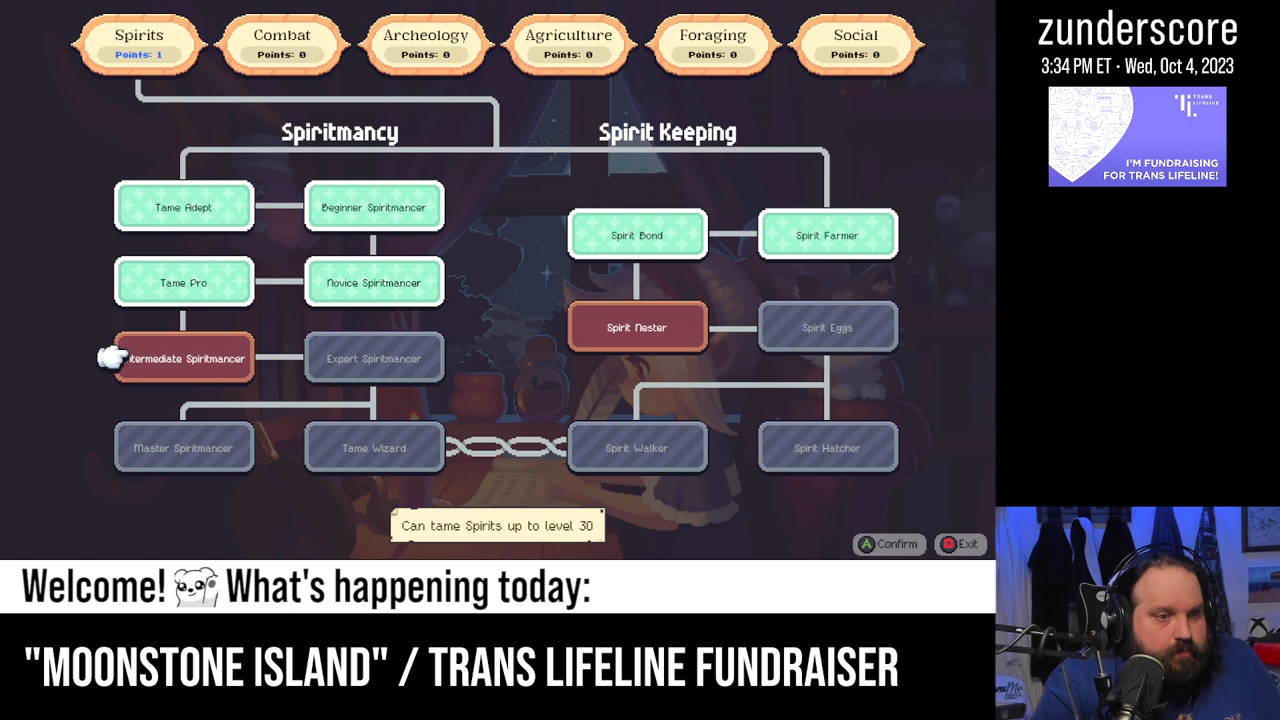 Spirits
Points: 1
Combat
Points: 0
Archeology
Points: 0
Agriculture
Points: 0
Foraging
Points: 0
Social
Points: 0
Spiritmancy
Spirit Keeping
Tame Adept
Beginner Spiritmancer
Tame Pro
Novice Spiritmancer
ntermediate Spiritmancer
Expert Spiritmancer
Master Spiritmancer
Tame Wizard
Spirit Bond
Spirit Farmer
Spirit Nester
Spirit Eggs
Spirit Walker
Spirit Hatcher
Can tame Spirits up to level 30
A Confirm
Exit
zunderscore
3:34 PM ET · Wed, Oct 4, 2023
TRANS
LIFELINE
I'M FUNDRAISING
FOR TRANS LIFELINE!
Welcome! What's happening today:
"MOONSTONE ISLAND" / TRANS LIFELINE FUNDRAISER